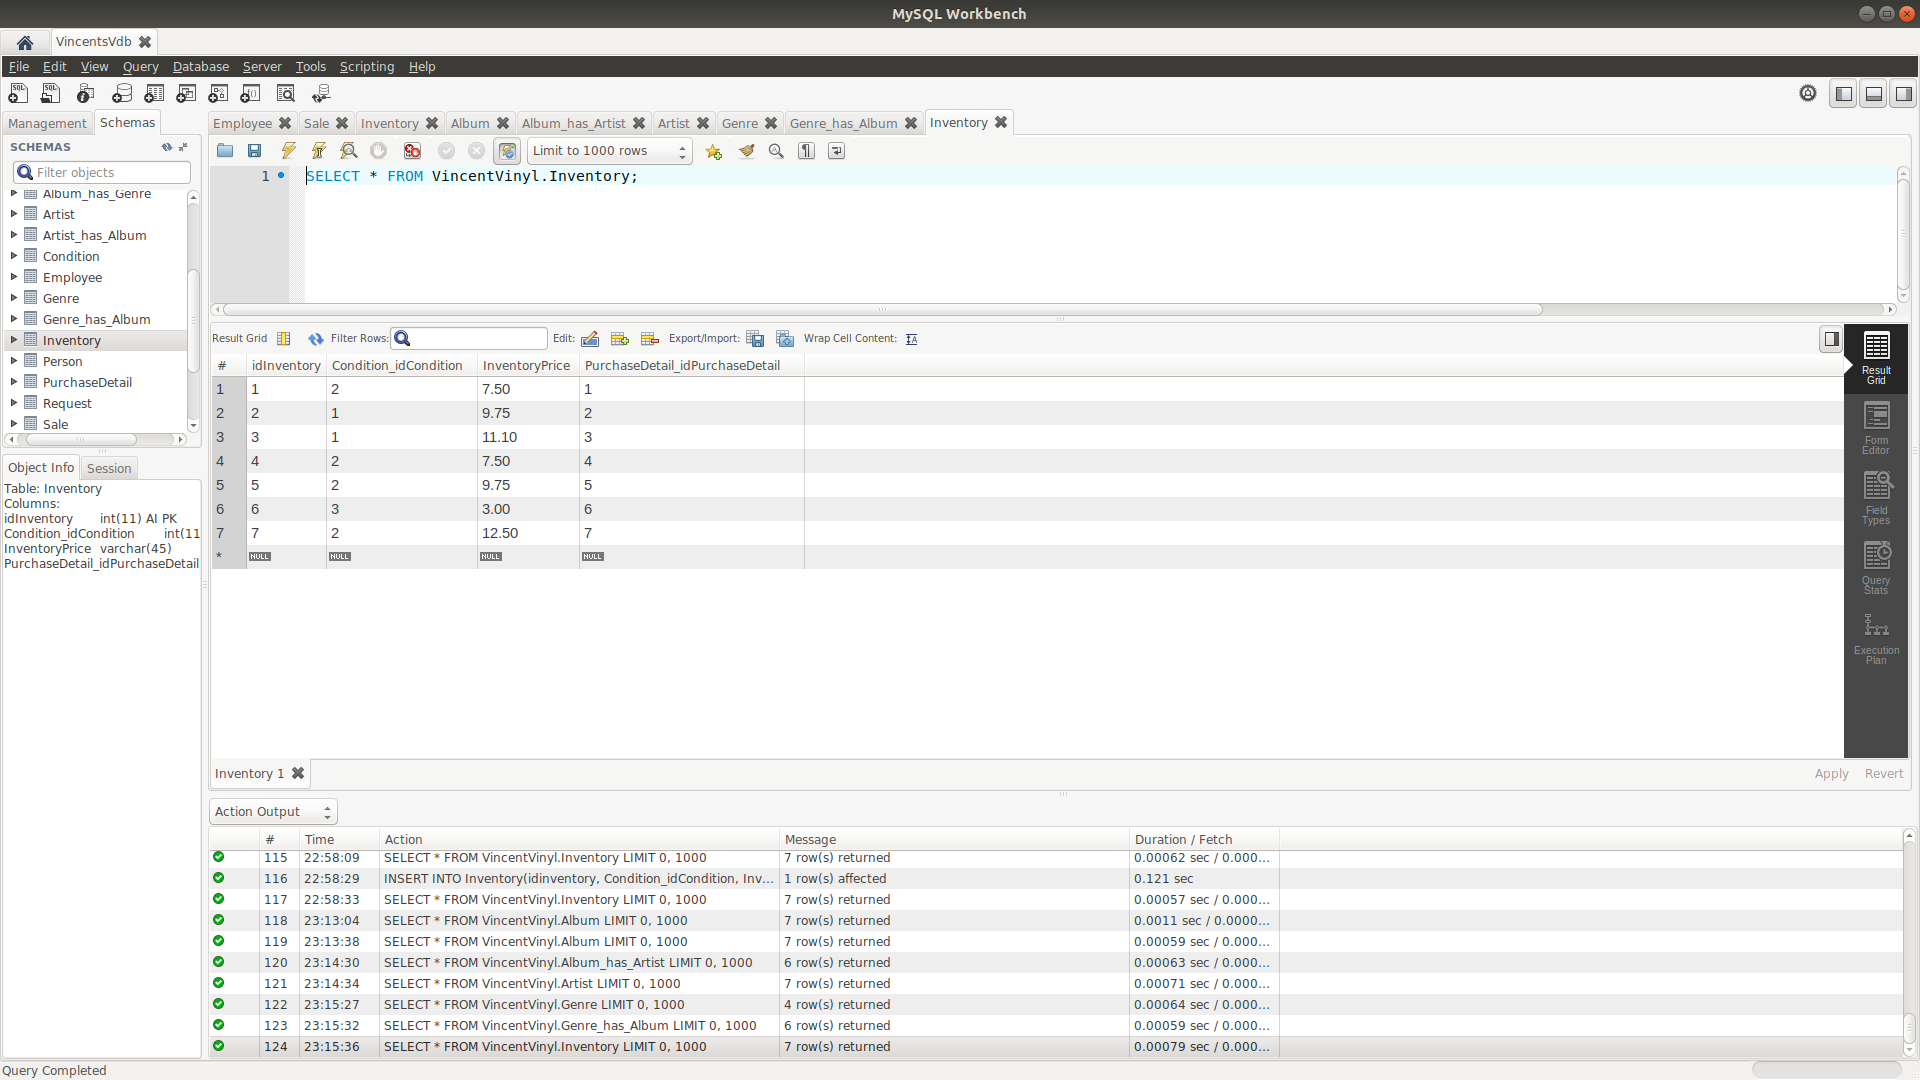 MySQL Workbench
VincentsVdb
File Edit View Query Database Server Tools Scripting Help
Management Schemas
Employee Sale Inventory Album Album_has_Artist Artist Genre Genre_has_Album Inventory
SCHEMAS
Filter objects
Album_has_Genre
Artist
Artist_has_Album
Condition
Employee
Genre
Genre_has_Album
Inventory
Person
PurchaseDetail
Request
Sale
Object Info Session
Table: Inventory
Columns:
idInventory int(11) AI PK
Condition_idCondition int(11
InventoryPrice varchar(45)
PurchaseDetail_idPurchaseDetail
Limit to 1000 rows
1 SELECT * FROM VincentVinyl.Inventory;
Result Grid Filter Rows: Edit: Export/Import: Wrap Cell Content:
# idInventory Condition_idCondition InventoryPrice PurchaseDetail_idPurchaseDetail
1 1 2 7.50 1
2 2 1 9.75 2
3 3 1 11.10 3
4 4 2 7.50 4
5 5 2 9.75 5
6 6 3 3.00 6
7 7 2 12.50 7
* NULL NULL NULL NULL
Result
Grid
Form
Editor
Field
Types
Query
Stats
Execution
Plan
Inventory 1
Apply Revert
Action Output
# Time Action Message Duration / Fetch
115 22:58:09 SELECT * FROM VincentVinyl.Inventory LIMIT 0, 1000 7 row(s) returned 0.00062 sec / 0.000...
116 22:58:29 INSERT INTO Inventory(idinventory, Condition_idCondition, Inv... 1 row(s) affected 0.121 sec
117 22:58:33 SELECT * FROM VincentVinyl.Inventory LIMIT 0, 1000 7 row(s) returned 0.00057 sec / 0.000...
118 23:13:04 SELECT * FROM VincentVinyl.Album LIMIT 0, 1000 7 row(s) returned 0.0011 sec / 0.0000...
119 23:13:38 SELECT * FROM VincentVinyl.Album LIMIT 0, 1000 7 row(s) returned 0.00059 sec / 0.000...
120 23:14:30 SELECT * FROM VincentVinyl.Album_has_Artist LIMIT 0, 1000 6 row(s) returned 0.00063 sec / 0.000...
121 23:14:34 SELECT * FROM VincentVinyl.Artist LIMIT 0, 1000 7 row(s) returned 0.00071 sec / 0.000...
122 23:15:27 SELECT * FROM VincentVinyl.Genre LIMIT 0, 1000 4 row(s) returned 0.00064 sec / 0.000...
123 23:15:32 SELECT * FROM VincentVinyl.Genre_has_Album LIMIT 0, 1000 6 row(s) returned 0.00059 sec / 0.000...
124 23:15:36 SELECT * FROM VincentVinyl.Inventory LIMIT 0, 1000 7 row(s) returned 0.00079 sec / 0.000...
Query Completed